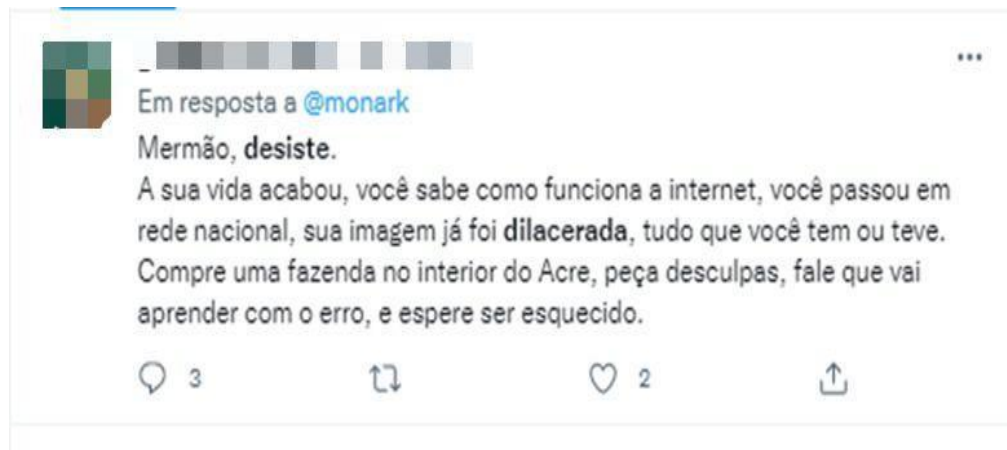 Em resposta a @monark
Mermão, desiste.
A sua vida acabou, você sabe como funciona a internet, você passou em
rede nacional, sua imagem já foi dilacerada, tudo que você tem ou teve.
Compre uma fazenda no interior do Acre, peça desculpas, fale que vai
aprender com o erro, e espere ser esquecido.
3 2